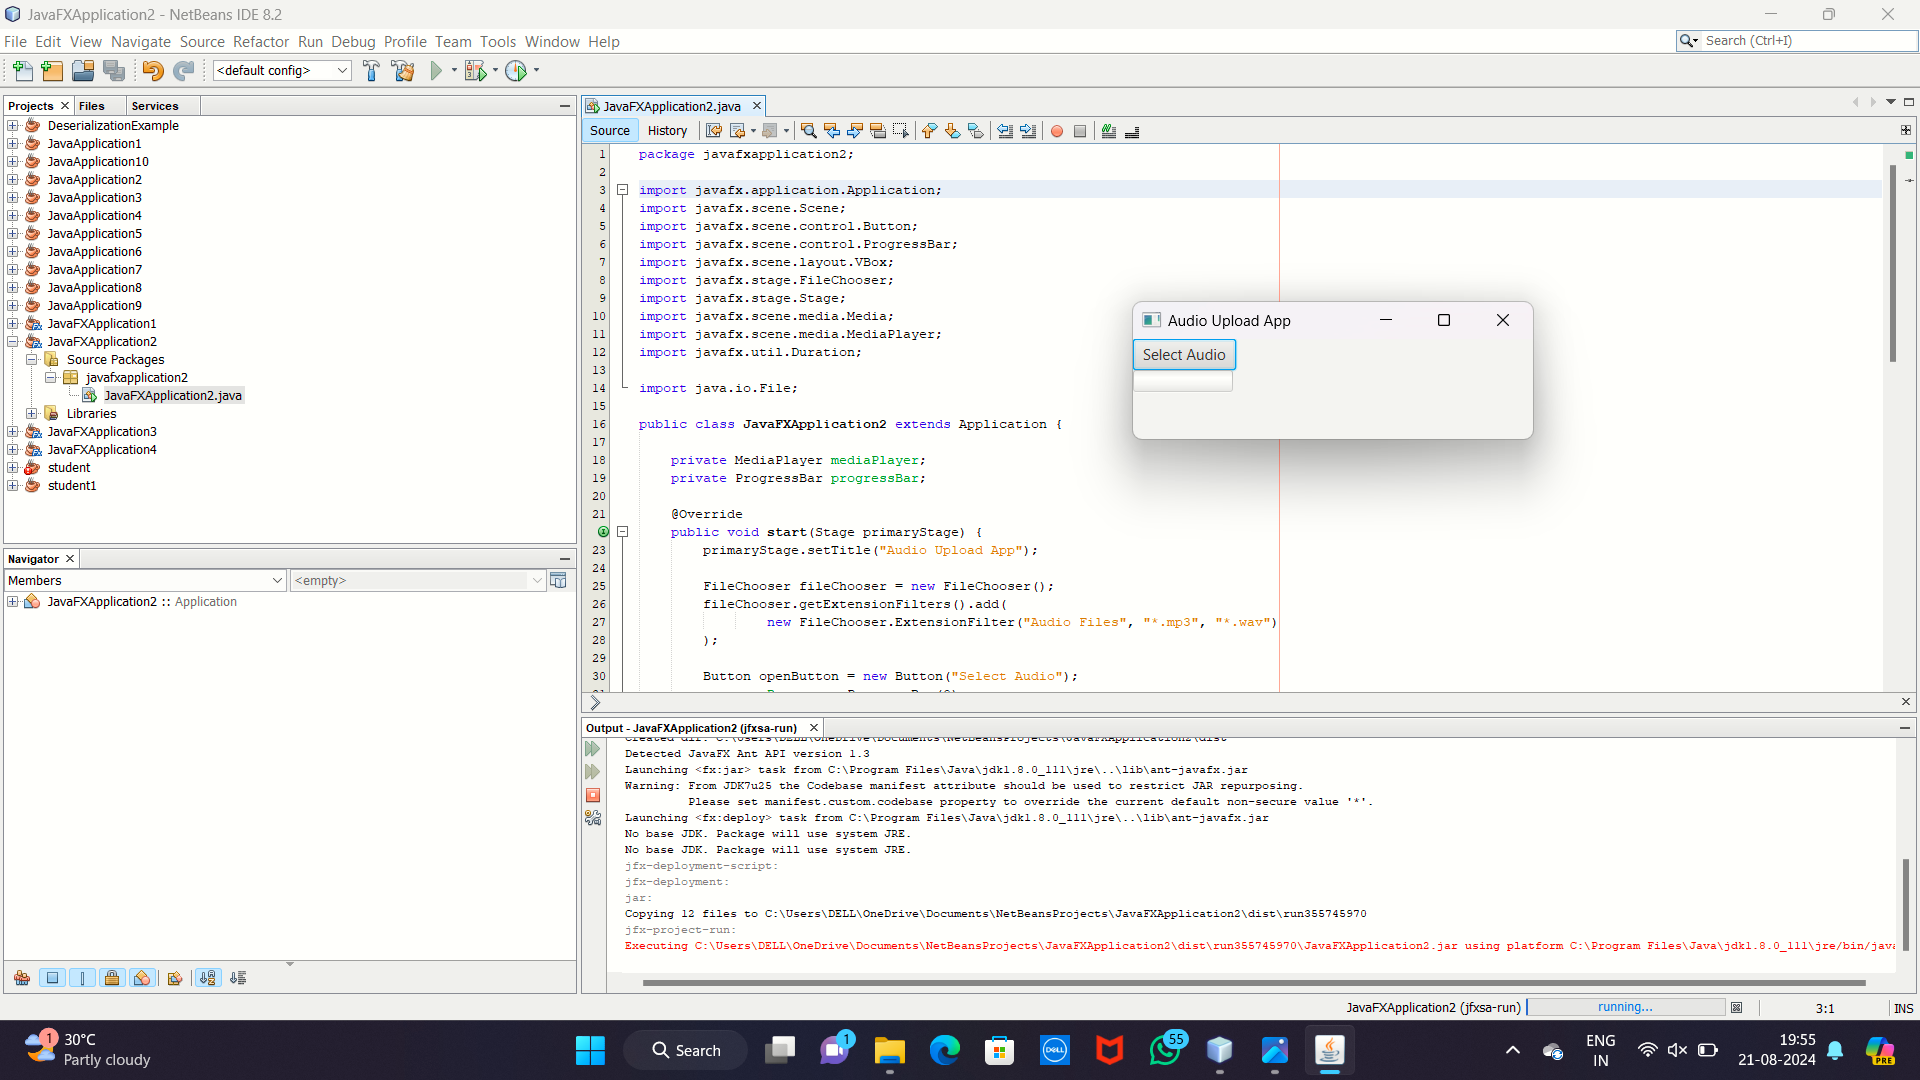 JavaFXApplication2 - NetBeans IDE 8.2
File Edit View Navigate Source Refactor Run Debug Profile Team Tools Window Help
Search (Ctrl+I)
<default config>
Projects Files Services
DeserializationExample
JavaApplication1
JavaApplication10
JavaApplication2
JavaApplication3
JavaApplication4
JavaApplication5
JavaApplication6
JavaApplication7
JavaApplication8
JavaApplication9
JavaFXApplication1
JavaFXApplication2
Source Packages
javafxapplication2
JavaFXApplication2.java
Libraries
JavaFXApplication3
JavaFXApplication4
student
student1
Navigator
Members <empty>
JavaFXApplication2 :: Application
JavaFXApplication2.java
Source History
1 package javafxapplication2;
2
3 import javafx.application.Application;
4 import javafx.scene.Scene;
5 import javafx.scene.control.Button;
6 import javafx.scene.control.ProgressBar;
7 import javafx.scene.layout.VBox;
8 import javafx.stage.FileChooser;
9 import javafx.stage.Stage;
10 import javafx.scene.media.Media;
11 import javafx.scene.media.MediaPlayer;
12 import javafx.util.Duration;
13
14 import java.io.File;
15
16 public class JavaFXApplication2 extends Application {
17
18 private MediaPlayer mediaPlayer;
19 private ProgressBar progressBar;
20
21 @Override
public void start(Stage primaryStage) {
23 primaryStage.setTitle("Audio Upload App");
24
25 FileChooser fileChooser = new FileChooser();
26 fileChooser.getExtensionFilters().add(
27 new FileChooser.ExtensionFilter("Audio Files", "*.mp3", "*.wav")
28 );
29
30 Button openButton = new Button("Select Audio");
Audio Upload App
Select Audio
Output - JavaFXApplication2 (jfxsa-run)
Created dir: C:\Users\DELL\OneDrive\Documents\NetBeansProjects\JavaFXApplication2\dist
Detected JavaFX Ant API version 1.3
Launching <fx:jar> task from C:\Program Files\Java\jdk1.8.0_111\jre\..\lib\ant-javafx.jar
Warning: From JDK7u25 the Codebase manifest attribute should be used to restrict JAR repurposing.
Please set manifest.custom.codebase property to override the current default non-secure value '*'.
Launching <fx:deploy> task from C:\Program Files\Java\jdk1.8.0_111\jre\..\lib\ant-javafx.jar
No base JDK. Package will use system JRE.
No base JDK. Package will use system JRE.
jfx-deployment-script:
jfx-deployment:
jar:
Copying 12 files to C:\Users\DELL\OneDrive\Documents\NetBeansProjects\JavaFXApplication2\dist\run355745970
jfx-project-run:
Executing C:\Users\DELL\OneDrive\Documents\NetBeansProjects\JavaFXApplication2\dist\run355745970\JavaFXApplication2.jar using platform C:\Program Files\Java\jdk1.8.0_111\jre/bin/java
JavaFXApplication2 (jfxsa-run) running... 3:1 INS
1 30°C
Partly cloudy
Search
1
DELL
55
ENG
IN
19:55
21-08-2024
PRE